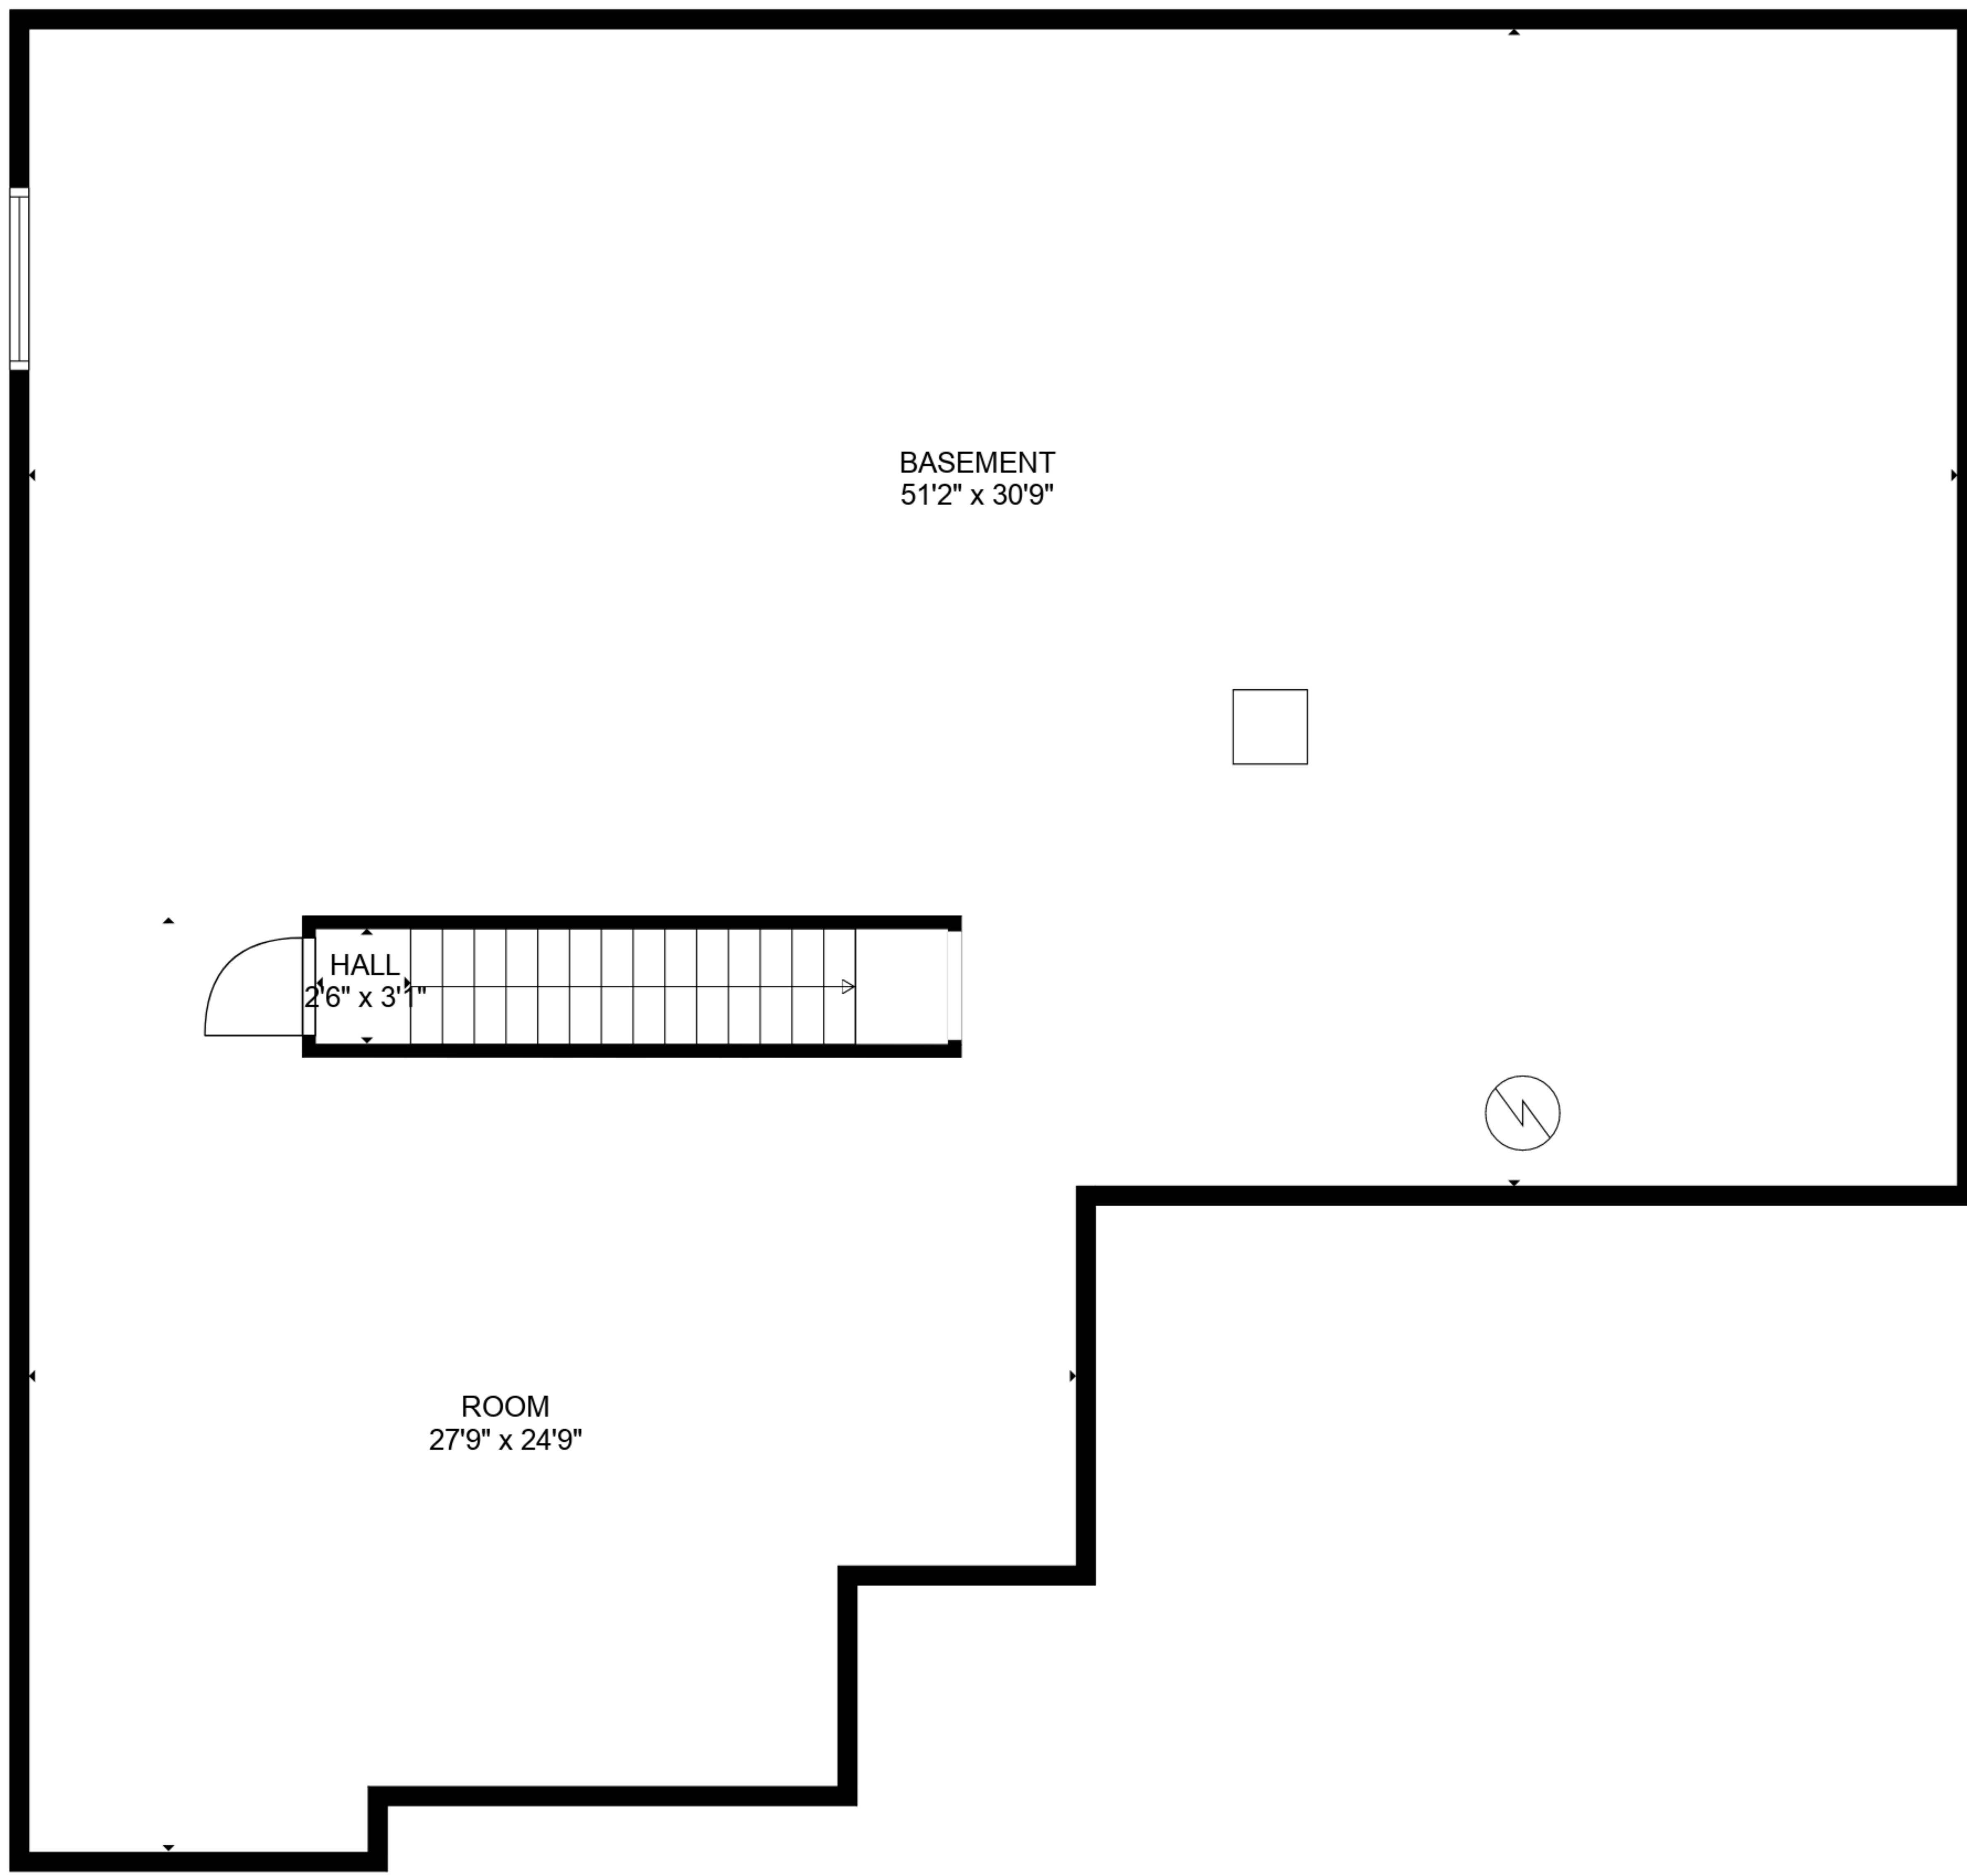 BASEMENT
51'2" x 30'9"
HALL
2'6" x 3'1"
ROOM
27'9" x 24'9"